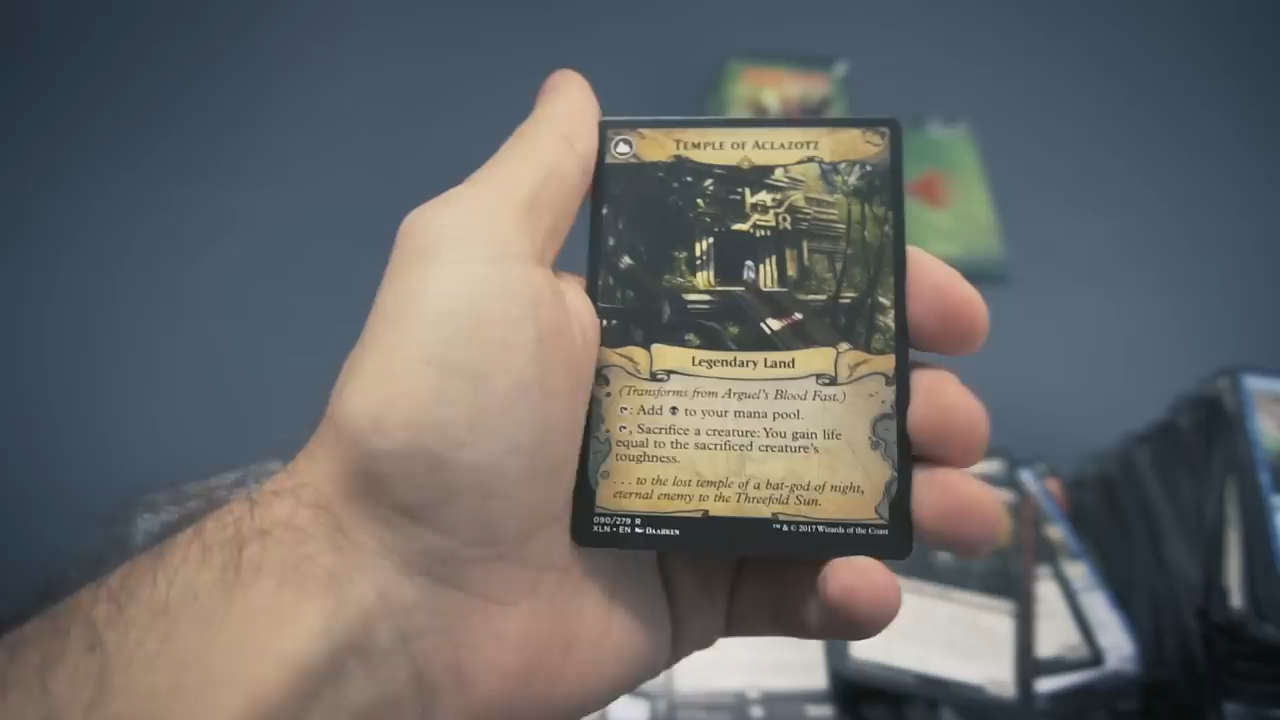 TEMPLE OF ACLAZOTZ
Legendary Land
(Transforms from Arguel's Blood Fast.)
: Add to your mana pool.
, Sacrifice a creature: You gain life
equal to the sacrificed creature's
toughness.
. . . to the lost temple of a bat-god of night,
eternal enemy to the Threefold Sun.
090/279 R
XLN • EN DAARKEN
™ & © 2017 Wizards of the Coast